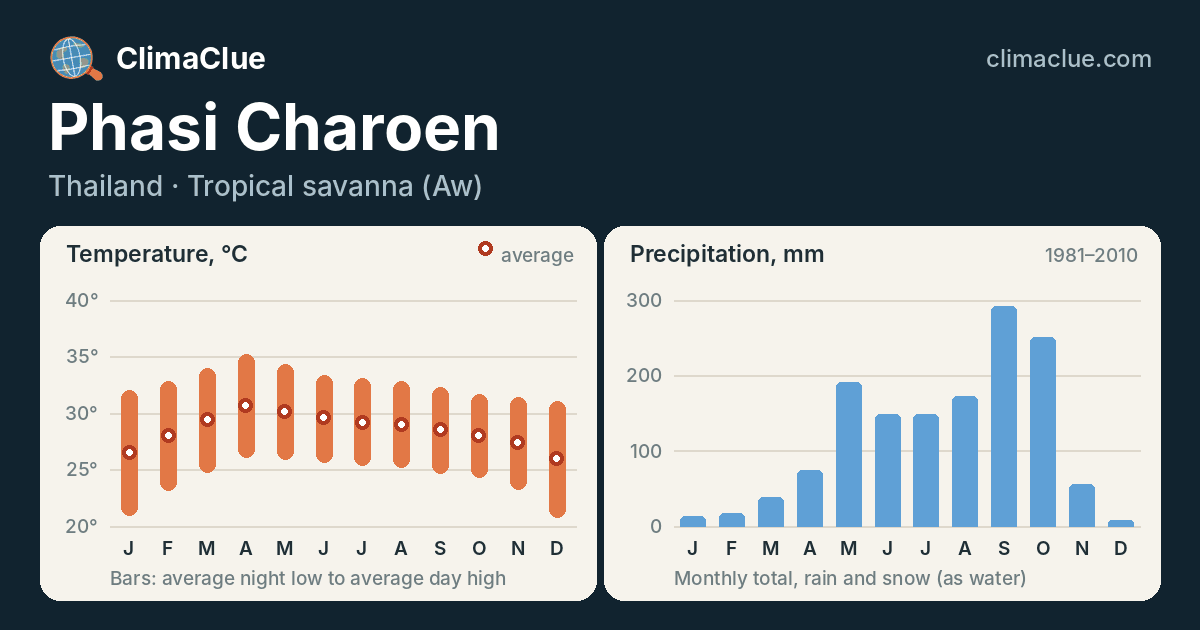 ClimaClue
climaclue.com
Phasi Charoen
Thailand · Tropical savanna (Aw)
Temperature, °C
average
40°
35°
30°
25°
20°
J F M A M J J A S O N D
Bars: average night low to average day high
Precipitation, mm
1981–2010
300
200
100
0
J F M A M J J A S O N D
Monthly total, rain and snow (as water)